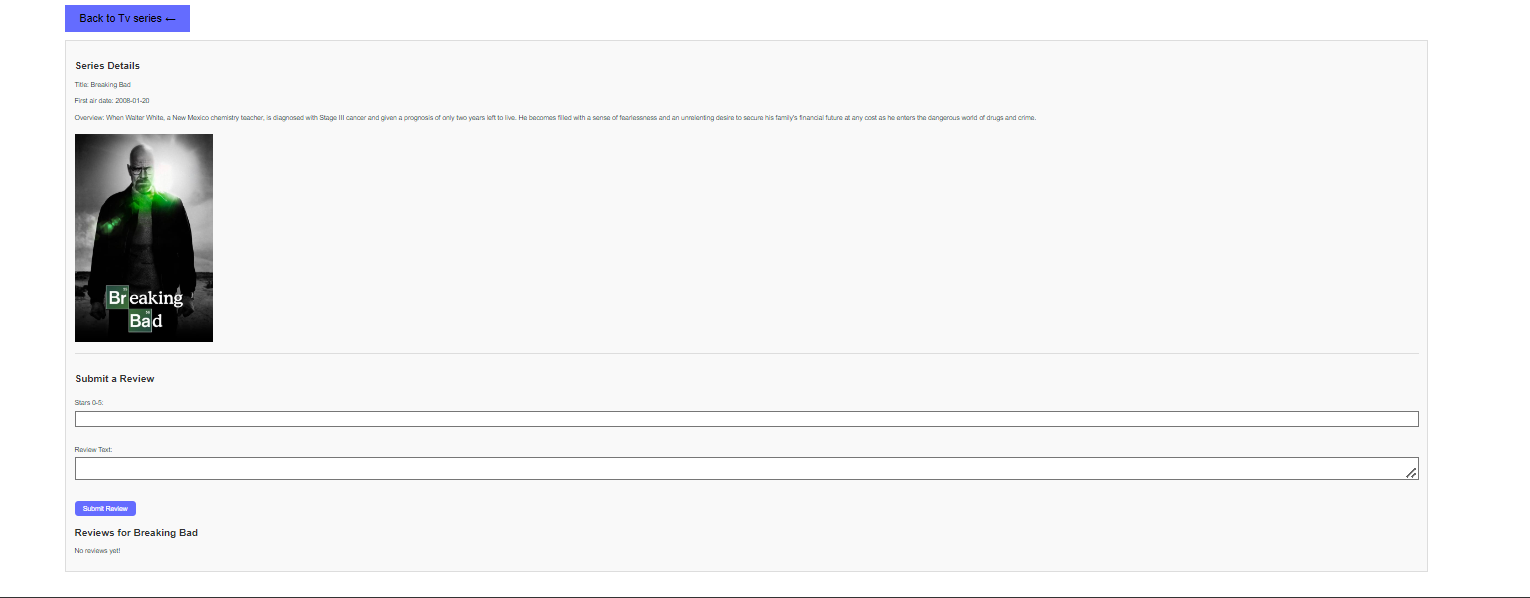 Back to Tv series ←
Series Details
Title: Breaking Bad
First air date: 2008-01-20
Overview: When Walter White, a New Mexico chemistry teacher, is diagnosed with Stage III cancer and given a prognosis of only two years left to live. He becomes filled with a sense of fearlessness and an unrelenting desire to secure his family's financial future at any cost as he enters the dangerous world of drugs and crime.
Breaking
Bad
Submit a Review
Stars 0-5:
Review Text:
Submit Review
Reviews for Breaking Bad
No reviews yet!